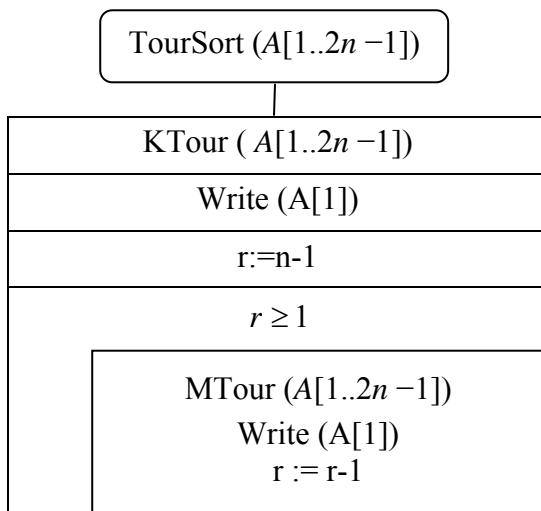 TourSort (A[1..2n −1])
KTour ( A[1..2n −1])
Write (A[1])
r:=n-1
r ≥ 1
MTour (A[1..2n −1])
Write (A[1])
r := r-1